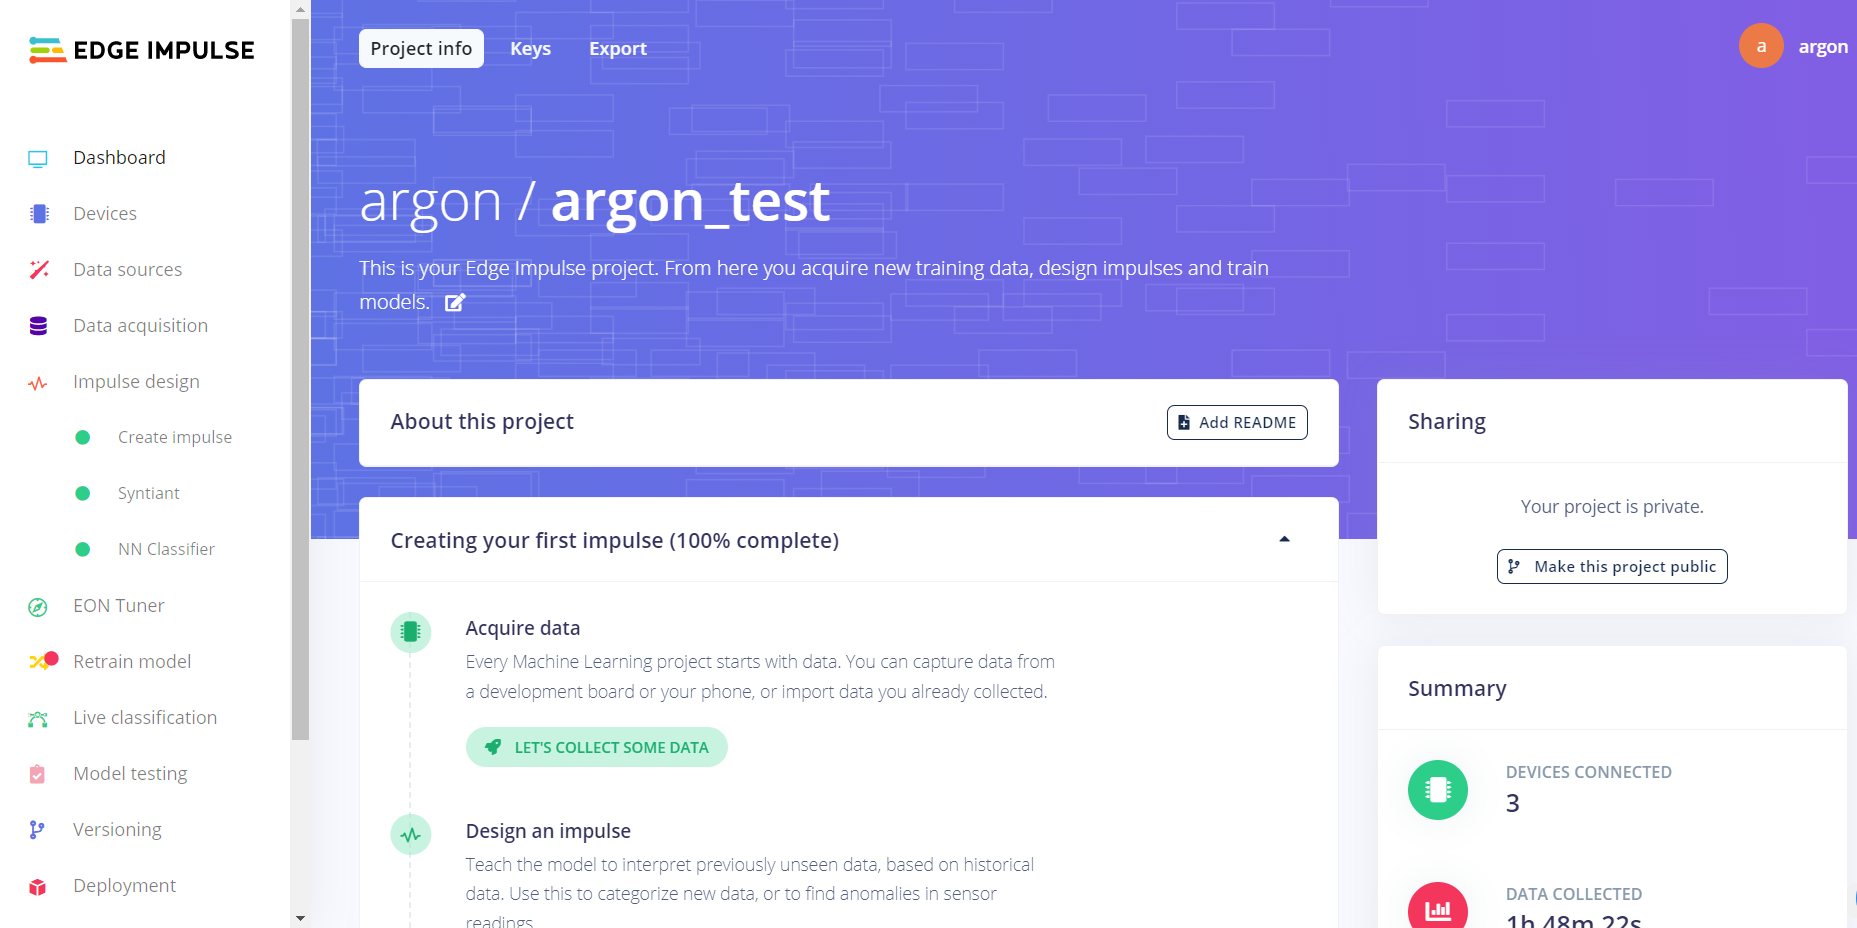 EDGE IMPULSE
Dashboard
Devices
Data sources
Data acquisition
Impulse design
Create impulse
Syntiant
NN Classifier
EON Tuner
Retrain model
Live classification
Model testing
Versioning
Deployment
Project info
Keys
Export
a
argon
argon / argon_test
This is your Edge Impulse project. From here you acquire new training data, design impulses and train
models.
About this project
Add README
Creating your first impulse (100% complete)
Acquire data
Every Machine Learning project starts with data. You can capture data from
a development board or your phone, or import data you already collected.
LET'S COLLECT SOME DATA
Design an impulse
Teach the model to interpret previously unseen data, based on historical
data. Use this to categorize new data, or to find anomalies in sensor
readings.
Sharing
Your project is private.
Make this project public
Summary
DEVICES CONNECTED
3
DATA COLLECTED
1h 48m 22s